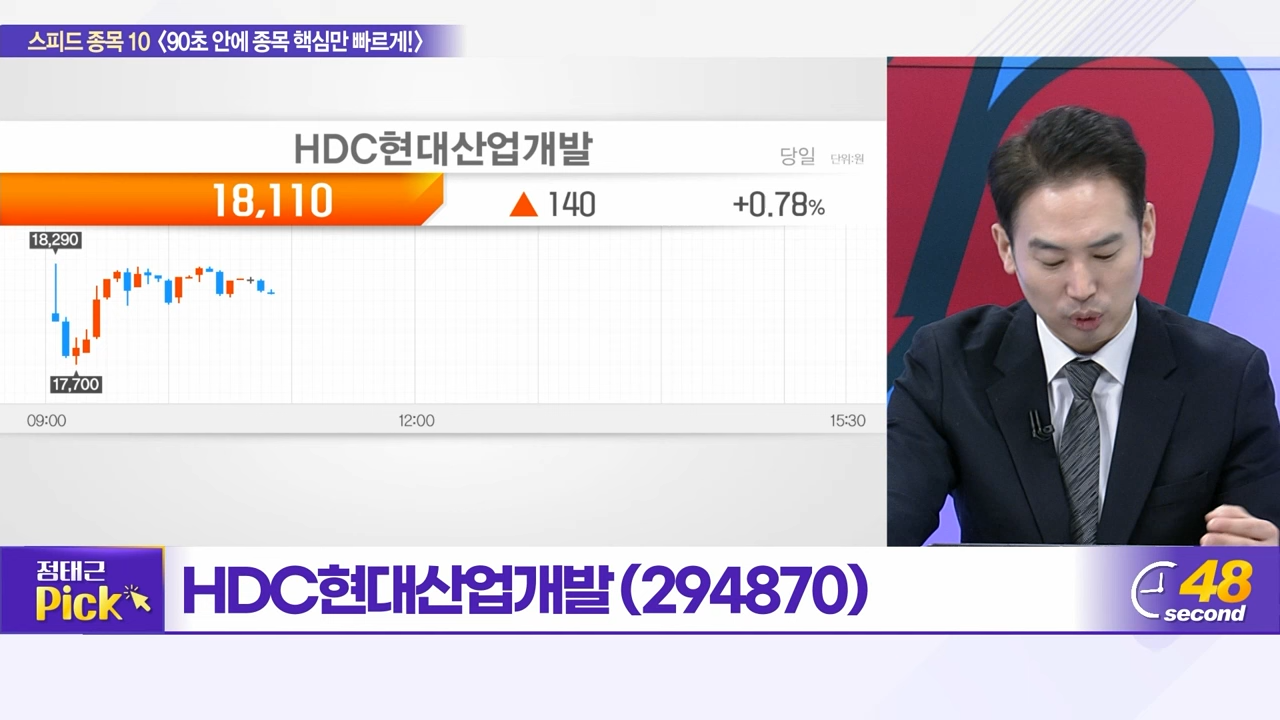 스피드 종목 10 <90초 안에 종목 핵심만 빠르게!>
HDC현대산업개발
당일 단위:원
18,110 ▲ 140 +0.78%
18,290
17,700
09:00 12:00 15:30
정태근
Pick
HDC현대산업개발(294870)
48
second